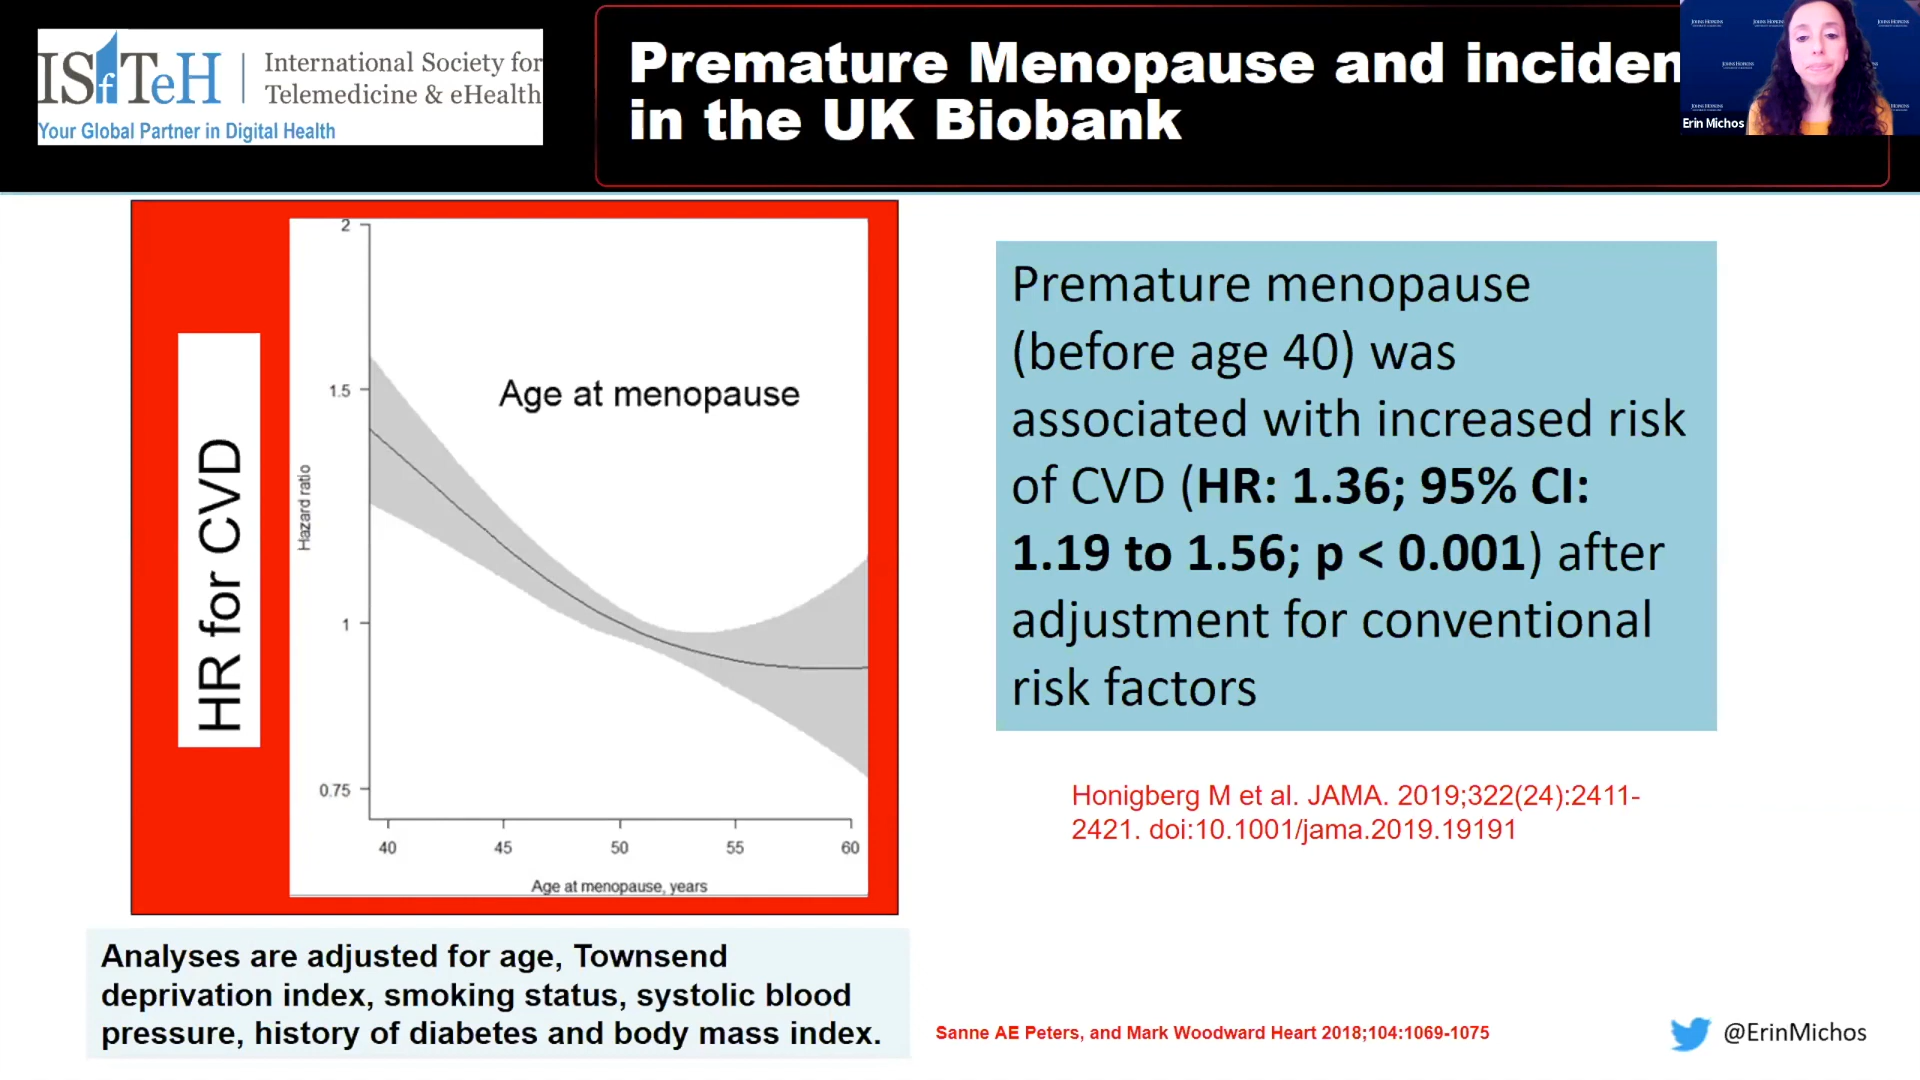 ISfTeH
International Society for
Telemedicine & eHealth
Your Global Partner in Digital Health
Premature Menopause and inciden
in the UK Biobank
Erin Michos
HR for CVD
Hazard ratio
2
1.5
1
0.75
Age at menopause
40 45 50 55 60
Age at menopause, years
Premature menopause
(before age 40) was
associated with increased risk
of CVD (HR: 1.36; 95% CI:
1.19 to 1.56; p < 0.001) after
adjustment for conventional
risk factors
Honigberg M et al. JAMA. 2019;322(24):2411-
2421. doi:10.1001/jama.2019.19191
Analyses are adjusted for age, Townsend
deprivation index, smoking status, systolic blood
pressure, history of diabetes and body mass index.
Sanne AE Peters, and Mark Woodward Heart 2018;104:1069-1075
@ErinMichos